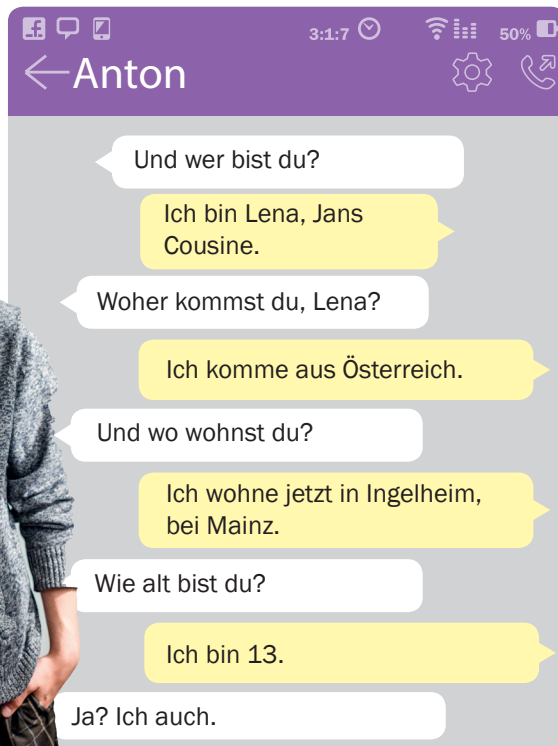 3:1:7
50%
Anton
Und wer bist du?
Ich bin Lena, Jans
Cousine.
Woher kommst du, Lena?
Ich komme aus Österreich.
Und wo wohnst du?
Ich wohne jetzt in Ingelheim,
bei Mainz.
Wie alt bist du?
Ich bin 13.
Ja? Ich auch.